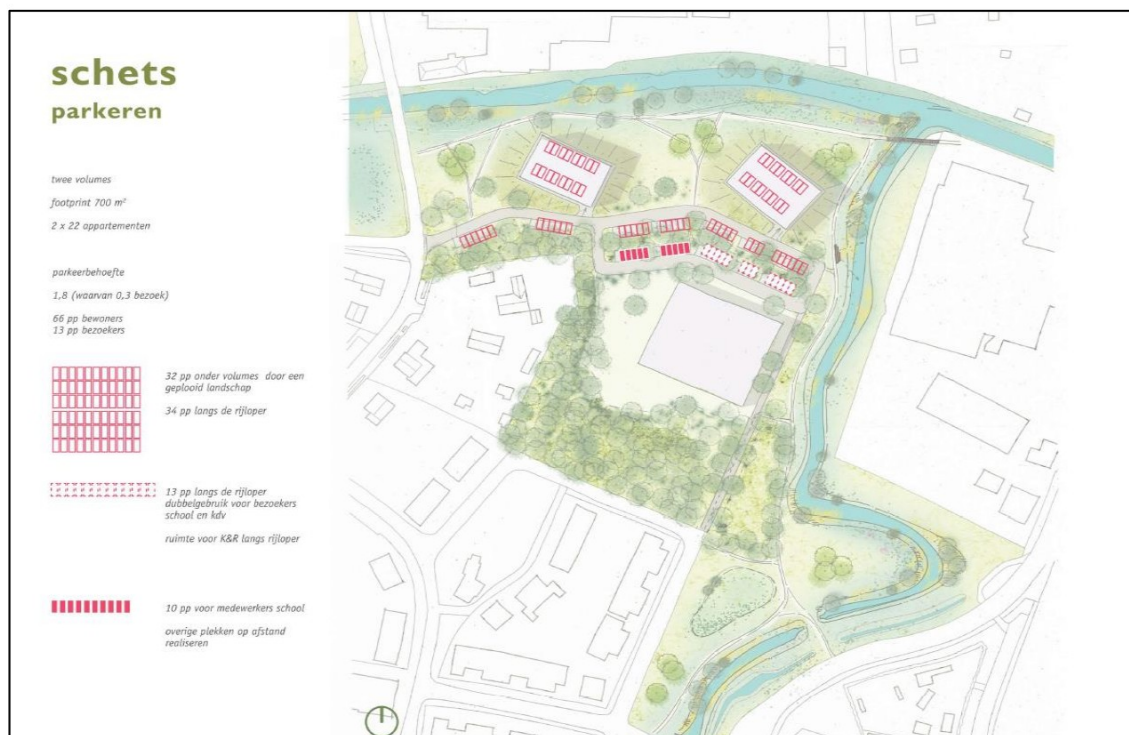 schets
parkeren
twee volumes
footprint 700 m²
2 x 22 appartementen
parkeerbehoefte
1,8 (waarvan 0,3 bezoek)
66 pp bewoners
13 pp bezoekers
32 pp onder volumes door een
geplooid landschap
34 pp langs de rijloper
13 pp langs de rijloper
dubbelgebruik voor bezoekers
school en kdv
ruimte voor K&R langs rijloper
10 pp voor medewerkers school
overige plekken op afstand
realiseren